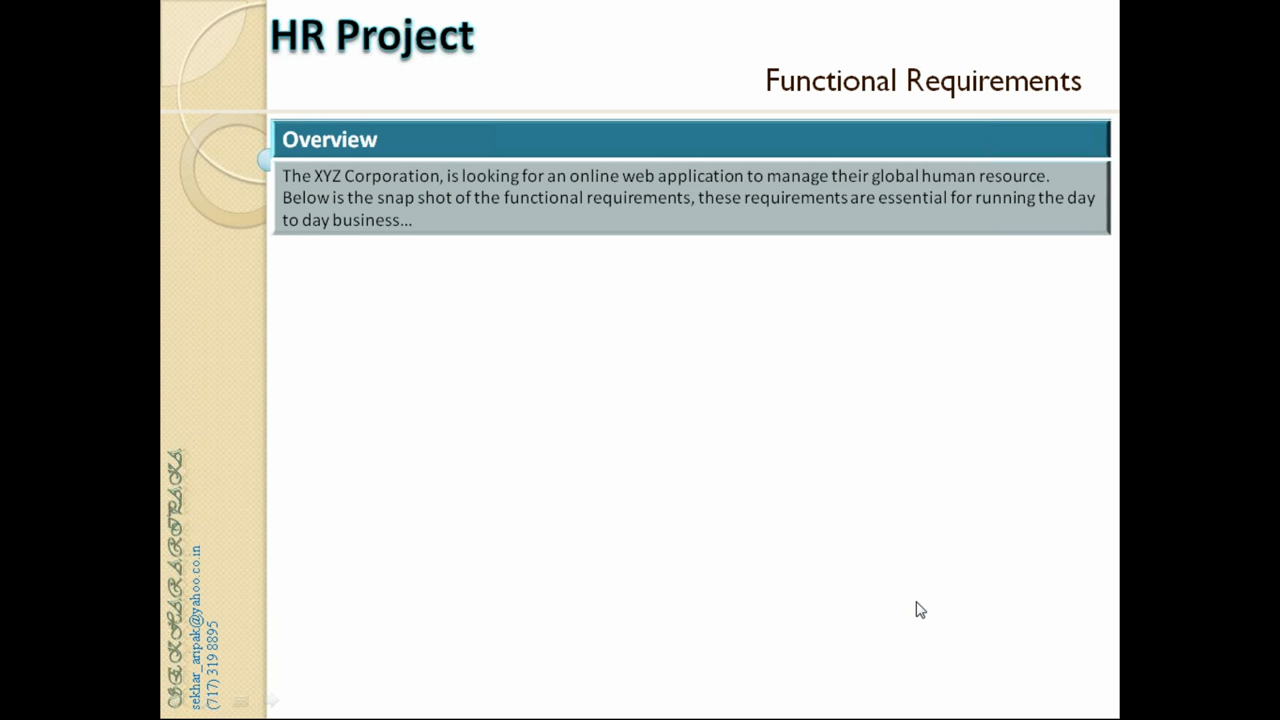 HR Project
Functional Requirements
Overview
The XYZ Corporation, is looking for an online web application to manage their global human resource.
Below is the snap shot of the functional requirements, these requirements are essential for running the day
to day business...
sekhar_anpak@yahoo.co.in
(717) 319 8895